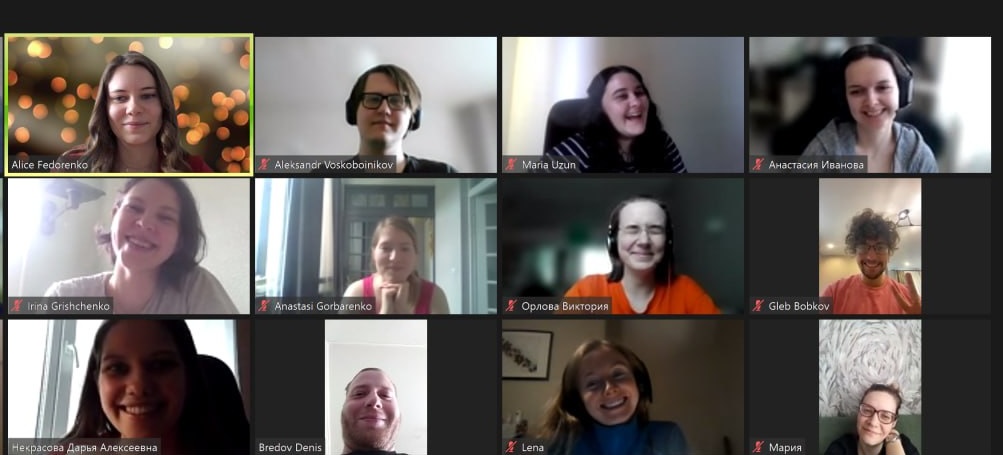 Alice Fedorenko
Aleksandr Voskoboinikov
Maria Uzun
Анастасия Иванова
Irina Grishchenko
Anastasi Gorbarenko
Орлова Виктория
Gleb Bobkov
Некрасова Дарья Алексеевна
Bredov Denis
Lena
Мария